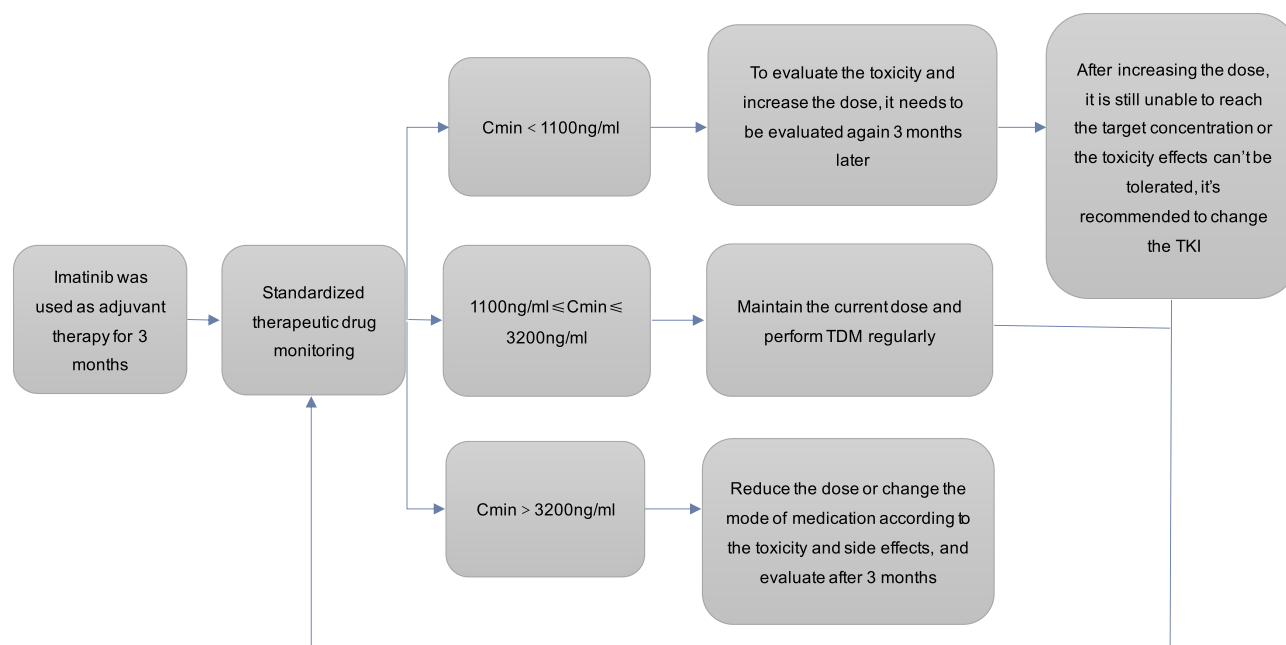 Imatinib was
used as adjuvant
therapy for 3
months
Standardized
therapeutic drug
monitoring
Cmin < 1100ng/ml
To evaluate the toxicity and
increase the dose, it needs to
be evaluated again 3 months
later
After increasing the dose,
it is still unable to reach
the target concentration or
the toxicity effects can't be
tolerated, it's
recommended to change
the TKI
1100ng/ml ≤ Cmin ≤
3200ng/ml
Maintain the current dose and
perform TDM regularly
Cmin > 3200ng/ml
Reduce the dose or change the
mode of medication according to
the toxicity and side effects, and
evaluate after 3 months